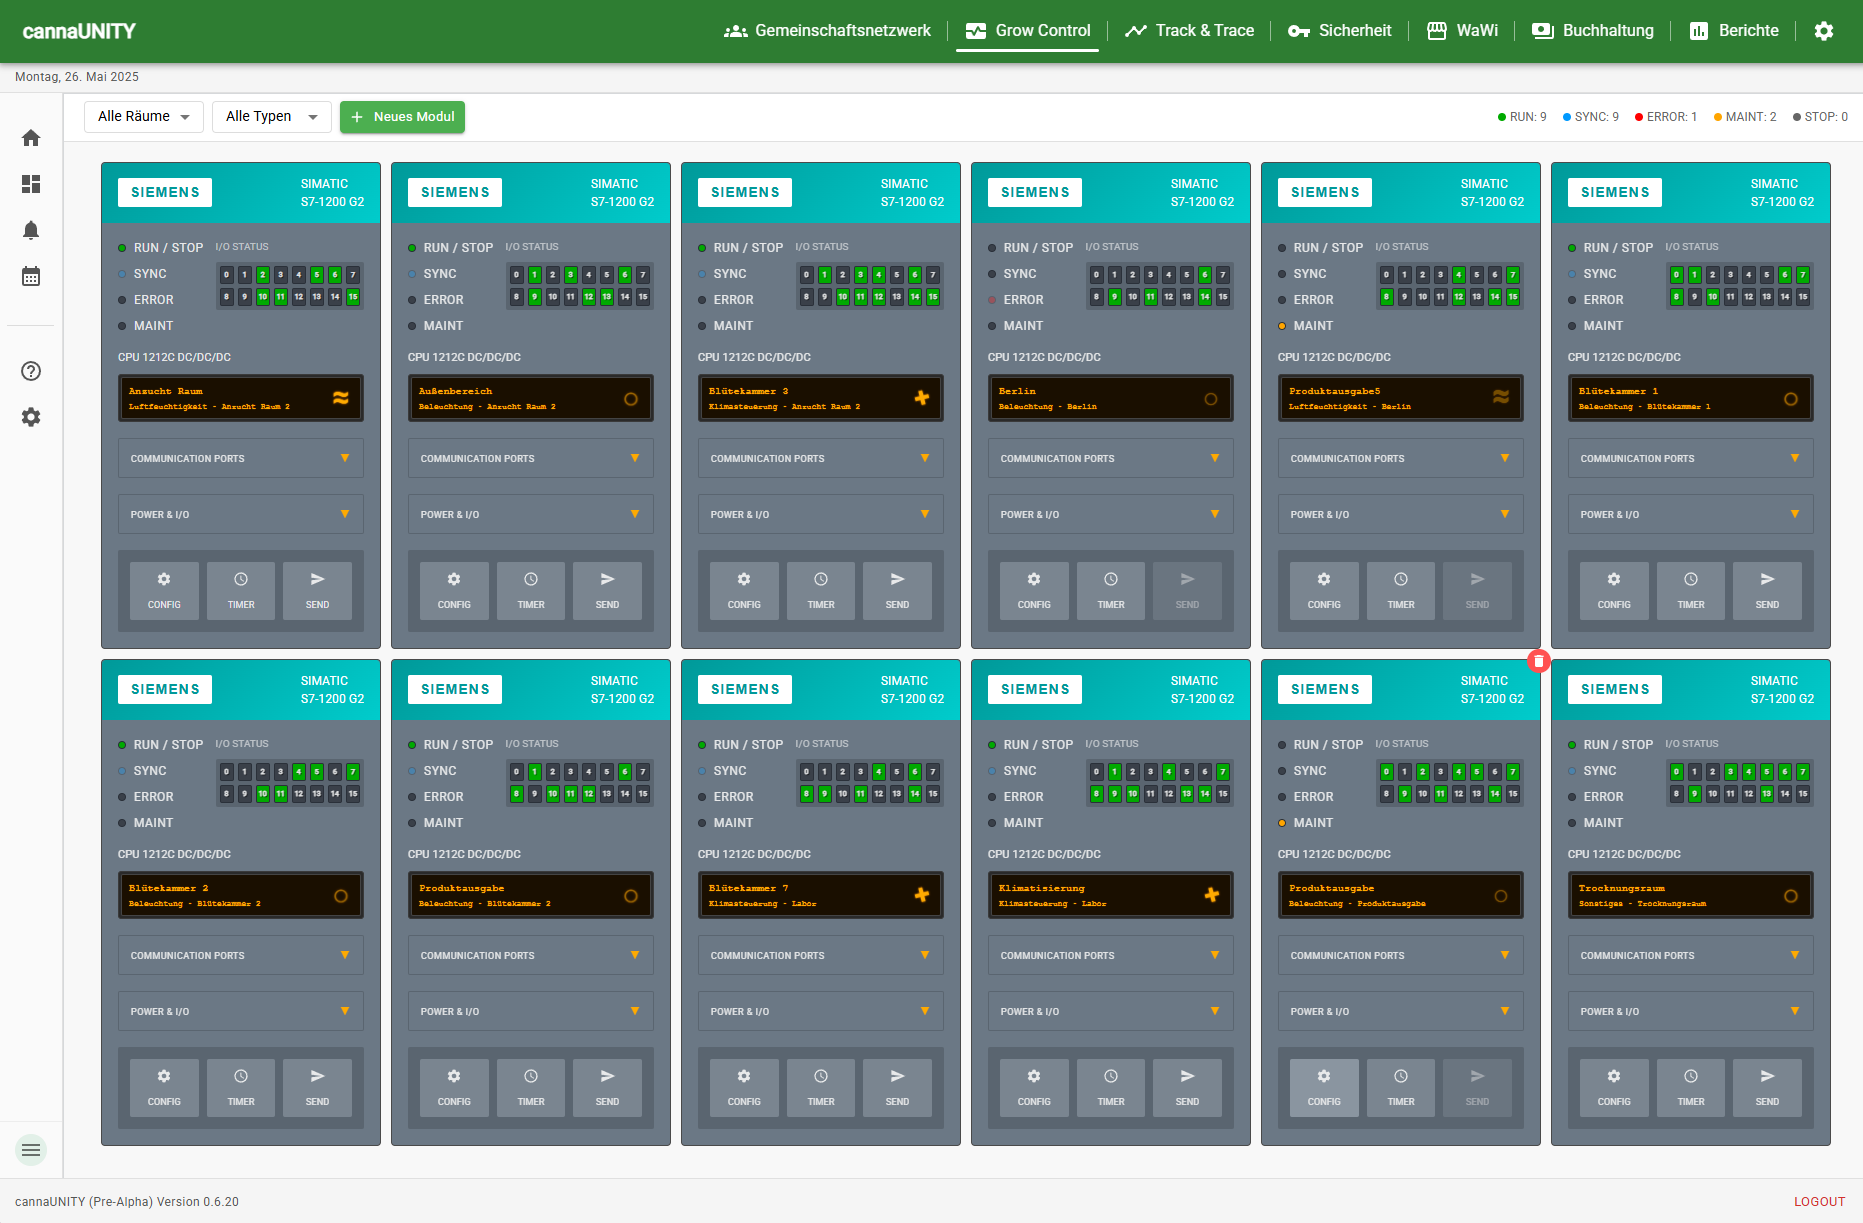 cannaUNITY
Gemeinschaftsnetzwerk
Grow Control
Track & Trace
Sicherheit
WaWi
Buchhaltung
Berichte
Montag, 26. Mai 2025
Alle Räume
Alle Typen
+ Neues Modul
RUN: 9
SYNC: 9
ERROR: 1
MAINT: 2
STOP: 0
SIEMENS
SIMATIC
S7-1200 G2
RUN / STOP
I/O STATUS
SYNC
0 1 2 3 4 5 6 7
ERROR
8 9 10 11 12 13 14 15
MAINT
CPU 1212C DC/DC/DC
Anzucht Raum
Luftfeuchtigkeit - Anzucht Raum 2
COMMUNICATION PORTS
POWER & I/O
CONFIG
TIMER
SEND
SIEMENS
SIMATIC
S7-1200 G2
RUN / STOP
I/O STATUS
SYNC
0 1 2 3 4 5 6 7
ERROR
8 9 10 11 12 13 14 15
MAINT
CPU 1212C DC/DC/DC
Außenbereich
Beleuchtung - Anzucht Raum 2
COMMUNICATION PORTS
POWER & I/O
CONFIG
TIMER
SEND
SIEMENS
SIMATIC
S7-1200 G2
RUN / STOP
I/O STATUS
SYNC
0 1 2 3 4 5 6 7
ERROR
8 9 10 11 12 13 14 15
MAINT
CPU 1212C DC/DC/DC
Blütekammer 3
Klimasteuerung - Anzucht Raum 2
COMMUNICATION PORTS
POWER & I/O
CONFIG
TIMER
SEND
SIEMENS
SIMATIC
S7-1200 G2
RUN / STOP
I/O STATUS
SYNC
0 1 2 3 4 5 6 7
ERROR
8 9 10 11 12 13 14 15
MAINT
CPU 1212C DC/DC/DC
Berlin
Beleuchtung - Berlin
COMMUNICATION PORTS
POWER & I/O
CONFIG
TIMER
SEND
SIEMENS
SIMATIC
S7-1200 G2
RUN / STOP
I/O STATUS
SYNC
0 1 2 3 4 5 6 7
ERROR
8 9 10 11 12 13 14 15
MAINT
CPU 1212C DC/DC/DC
Produktausgabe5
Luftfeuchtigkeit - Berlin
COMMUNICATION PORTS
POWER & I/O
CONFIG
TIMER
SEND
SIEMENS
SIMATIC
S7-1200 G2
RUN / STOP
I/O STATUS
SYNC
0 1 2 3 4 5 6 7
ERROR
8 9 10 11 12 13 14 15
MAINT
CPU 1212C DC/DC/DC
Blütekammer 1
Beleuchtung - Blütekammer 1
COMMUNICATION PORTS
POWER & I/O
CONFIG
TIMER
SEND
SIEMENS
SIMATIC
S7-1200 G2
RUN / STOP
I/O STATUS
SYNC
0 1 2 3 4 5 6 7
ERROR
8 9 10 11 12 13 14 15
MAINT
CPU 1212C DC/DC/DC
Blütekammer 2
Beleuchtung - Blütekammer 2
COMMUNICATION PORTS
POWER & I/O
CONFIG
TIMER
SEND
SIEMENS
SIMATIC
S7-1200 G2
RUN / STOP
I/O STATUS
SYNC
0 1 2 3 4 5 6 7
ERROR
8 9 10 11 12 13 14 15
MAINT
CPU 1212C DC/DC/DC
Produktausgabe
Beleuchtung - Blütekammer 2
COMMUNICATION PORTS
POWER & I/O
CONFIG
TIMER
SEND
SIEMENS
SIMATIC
S7-1200 G2
RUN / STOP
I/O STATUS
SYNC
0 1 2 3 4 5 6 7
ERROR
8 9 10 11 12 13 14 15
MAINT
CPU 1212C DC/DC/DC
Blütekammer 7
Klimasteuerung - Labor
COMMUNICATION PORTS
POWER & I/O
CONFIG
TIMER
SEND
SIEMENS
SIMATIC
S7-1200 G2
RUN / STOP
I/O STATUS
SYNC
0 1 2 3 4 5 6 7
ERROR
8 9 10 11 12 13 14 15
MAINT
CPU 1212C DC/DC/DC
Klimatisierung
Klimasteuerung - Labor
COMMUNICATION PORTS
POWER & I/O
CONFIG
TIMER
SEND
SIEMENS
SIMATIC
S7-1200 G2
RUN / STOP
I/O STATUS
SYNC
0 1 2 3 4 5 6 7
ERROR
8 9 10 11 12 13 14 15
MAINT
CPU 1212C DC/DC/DC
Produktausgabe
Beleuchtung - Produktausgabe
COMMUNICATION PORTS
POWER & I/O
CONFIG
TIMER
SEND
SIEMENS
SIMATIC
S7-1200 G2
RUN / STOP
I/O STATUS
SYNC
0 1 2 3 4 5 6 7
ERROR
8 9 10 11 12 13 14 15
MAINT
CPU 1212C DC/DC/DC
Trocknungsraum
Sonstiges - Trocknungsraum
COMMUNICATION PORTS
POWER & I/O
CONFIG
TIMER
SEND
cannaUNITY (Pre-Alpha) Version 0.6.20
LOGOUT